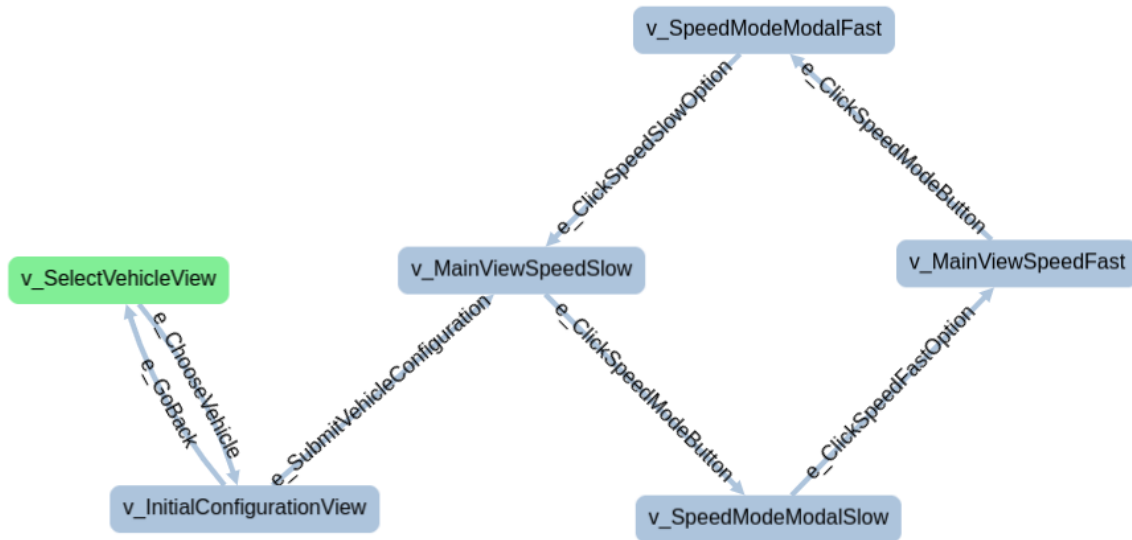 v_SpeedModeModalFast
e_ClickSpeedSlowOption
e_ClickSpeedModeButton
v_SelectVehicleView
v_MainViewSpeedSlow
v_MainViewSpeedFast
e_ChooseVehicle
e_GoBack
e_SubmitVehicleConfiguration
e_ClickSpeedModeButton
e_ClickSpeedFastOption
v_InitialConfigurationView
v_SpeedModeModalSlow